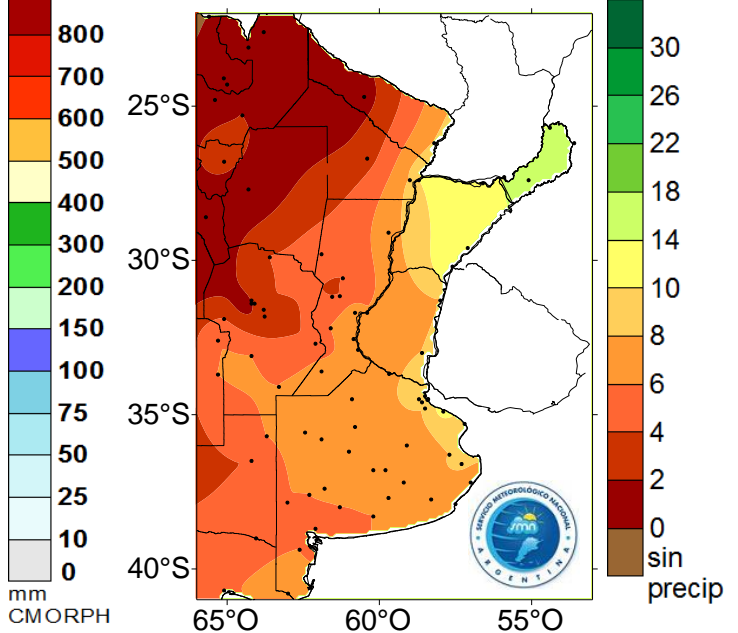 800
700
600
500
400
300
200
150
100
75
50
25
10
0
mm
CMORPH
25°S
30°S
35°S
40°S
65°O
60°O
55°O
30
26
22
18
14
10
8
6
4
2
0
sin
precip
SERVICIO METEOROLÓGICO NACIONAL
smn
ARGENTINA